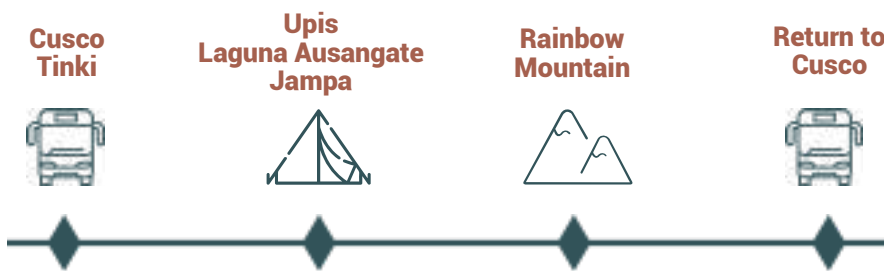 Cusco
Tinki
Upis
Laguna Ausangate
Jampa
Rainbow
Mountain
Return to
Cusco